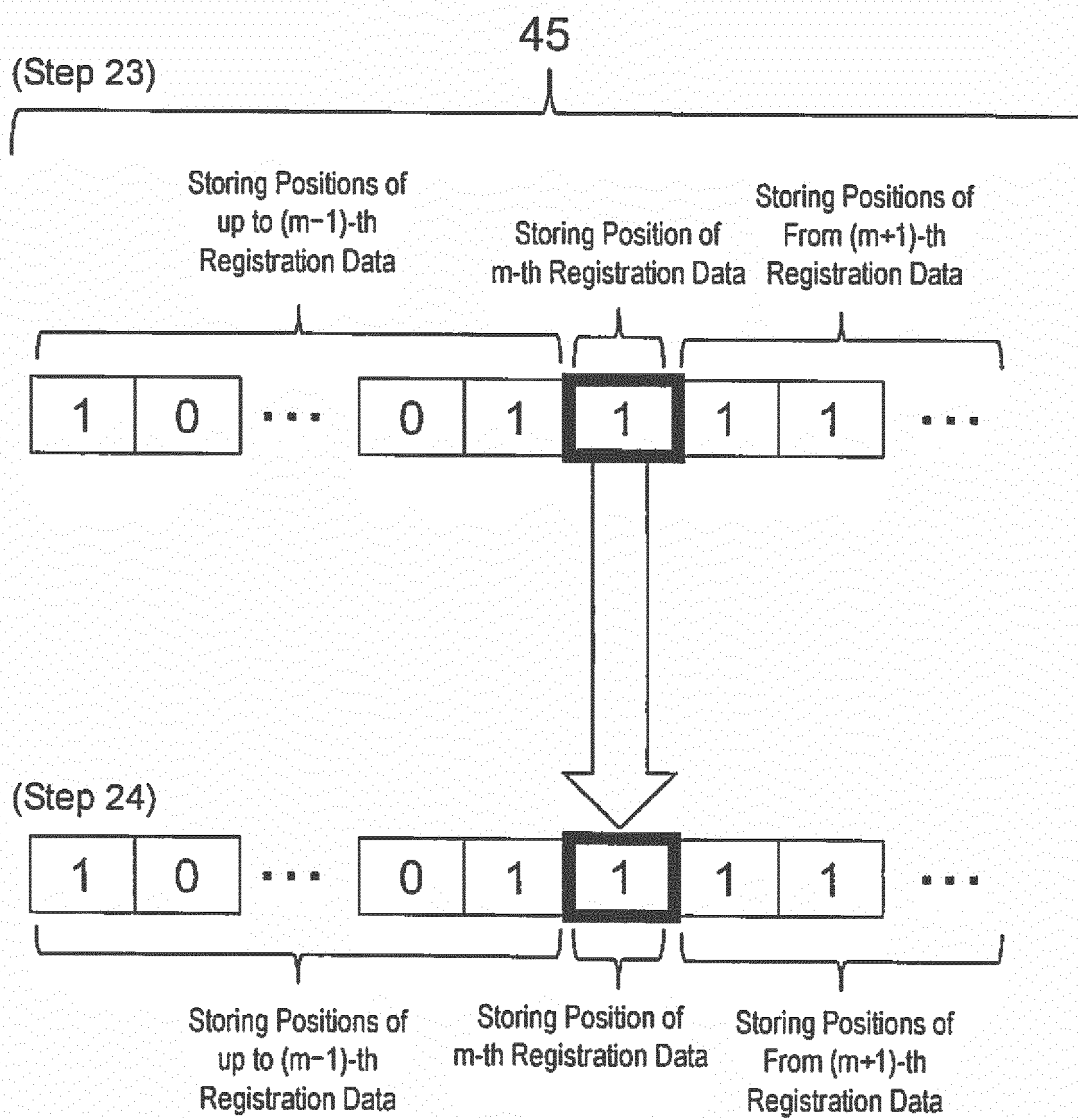 45
(Step 23)
Storing Positions of
up to (m−1)-th
Registration Data
Storing Position of
m-th Registration Data
Storing Positions of
From (m+1)-th
Registration Data
1 0 ... 0 1 1 1 1 ...
(Step 24)
1 0 ... 0 1 1 1 1 ...
Storing Positions of
up to (m−1)-th
Registration Data
Storing Position of
m-th Registration Data
Storing Positions of
From (m+1)-th
Registration Data